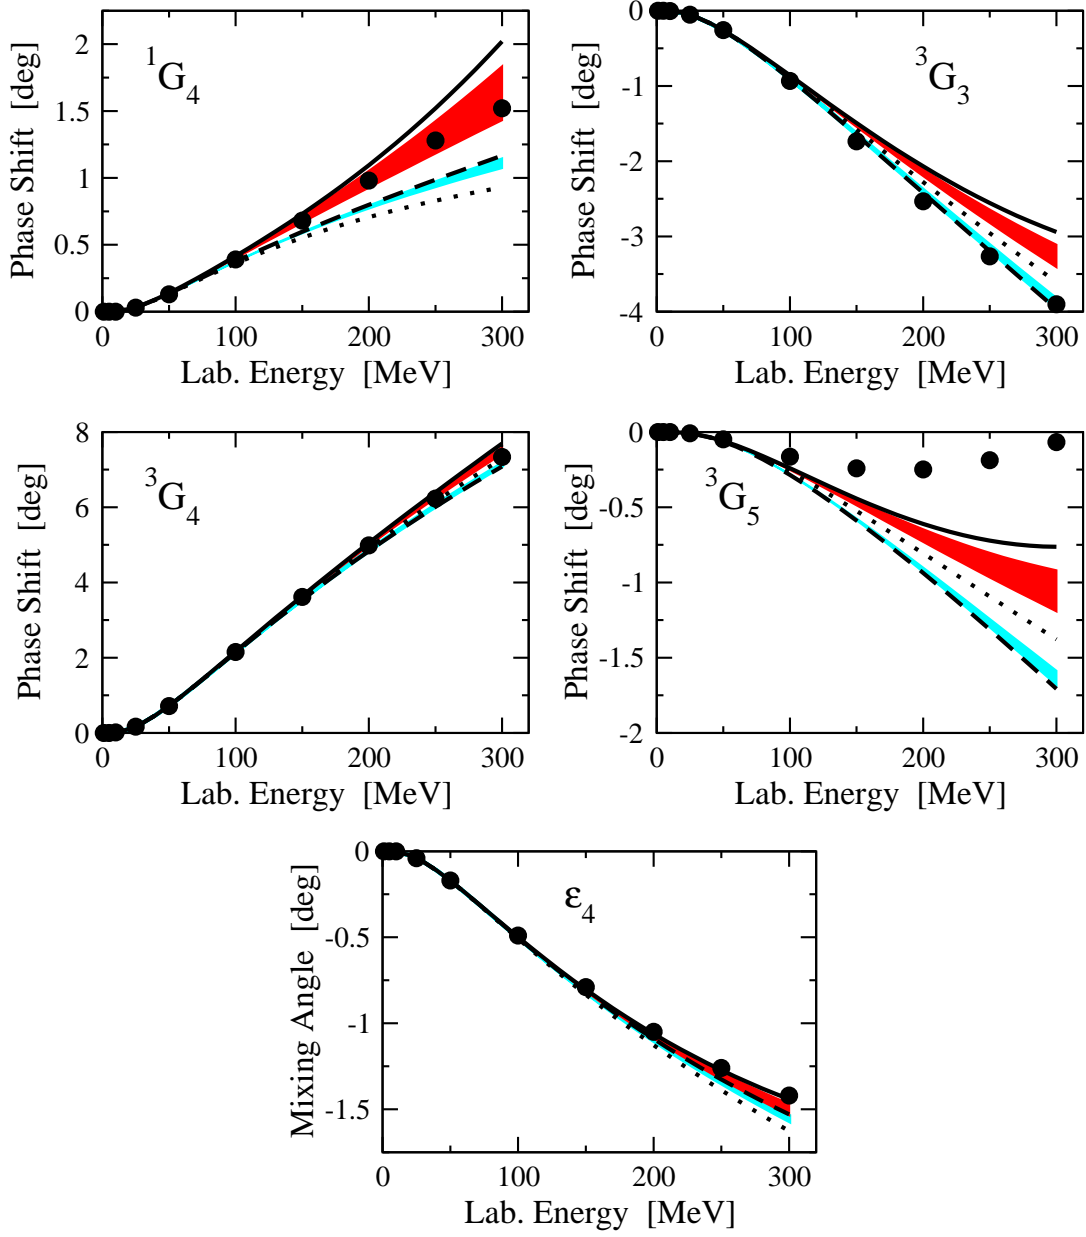 2
1.5
1
0.5
0
Phase Shift [deg]
¹G₄
0 100 200 300
Lab. Energy [MeV]
0
-1
-2
-3
-4
Phase Shift [deg]
³G₃
0 100 200 300
Lab. Energy [MeV]
8
6
4
2
0
Phase Shift [deg]
³G₄
0 100 200 300
Lab. Energy [MeV]
0
-0.5
-1
-1.5
-2
Phase Shift [deg]
³G₅
0 100 200 300
Lab. Energy [MeV]
0
-0.5
-1
-1.5
Mixing Angle [deg]
ε₄
0 100 200 300
Lab. Energy [MeV]